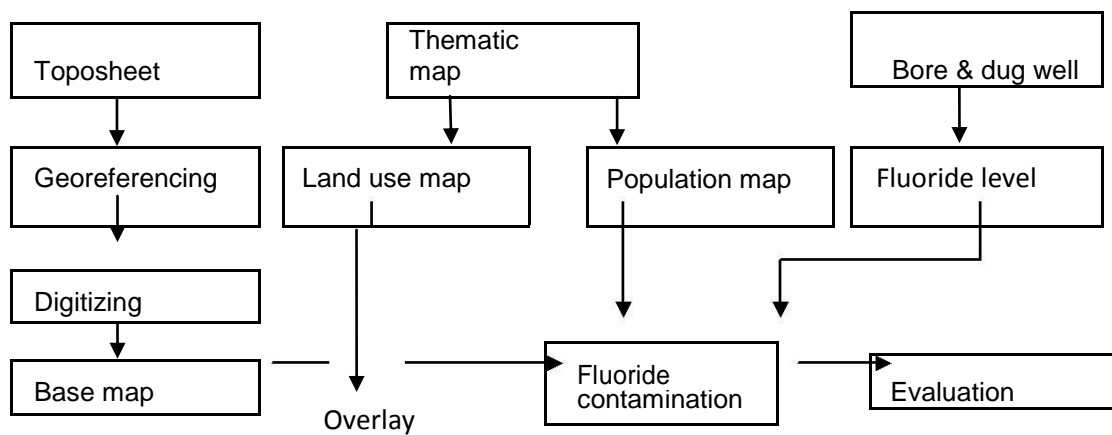 Toposheet
Thematic
map
Bore & dug well
Georeferencing
Land use map
Population map
Fluoride level
Digitizing
Base map
Overlay
Fluoride
contamination
Evaluation